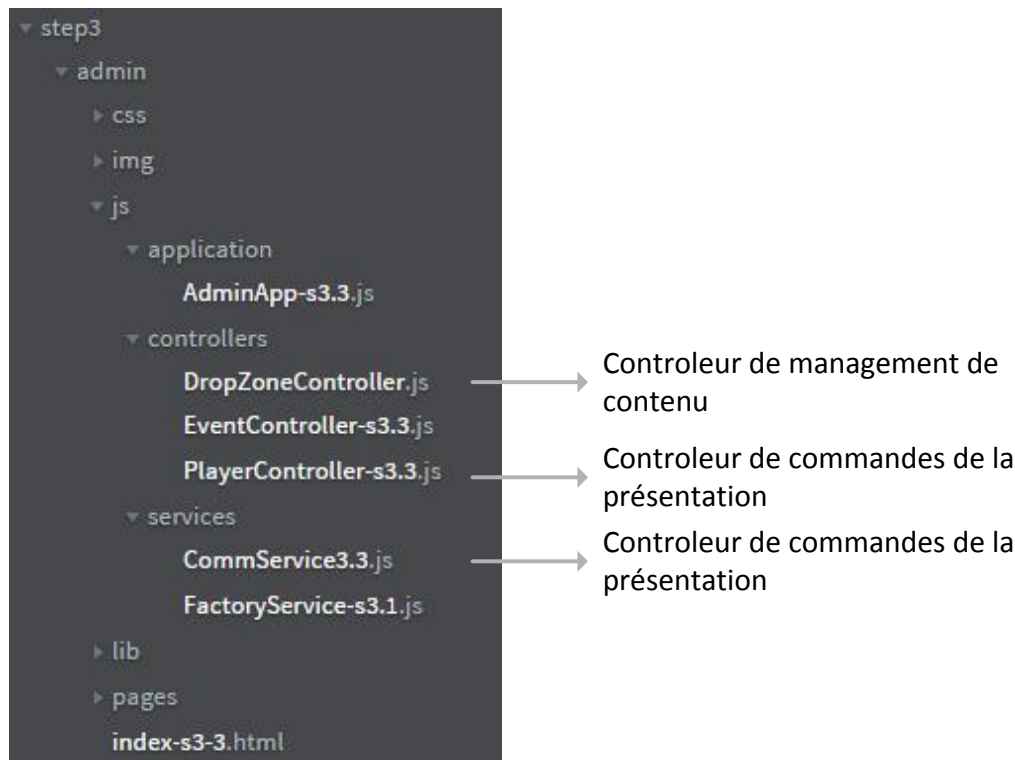 step3
admin
css
img
js
application
AdminApp-s3.3.js
controllers
DropZoneController.js
EventController-s3.3.js
PlayerController-s3.3.js
services
CommService3.3.js
FactoryService-s3.1.js
lib
pages
index-s3-3.html
Controleur de management de
contenu
Controleur de commandes de la
présentation
Controleur de commandes de la
présentation